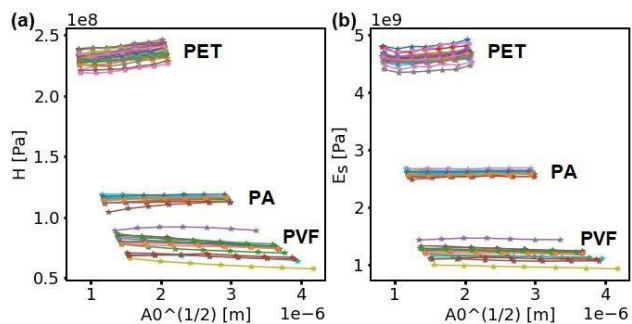 (a)
1e8
2.5
2.0
1.5
1.0
0.5
H [Pa]
PET
PA
PVF
1 2 3 4
A0^(1/2) [m] 1e−6
(b)
1e9
5
4
3
2
1
Es [Pa]
PET
PA
PVF
1 2 3 4
A0^(1/2) [m] 1e−6